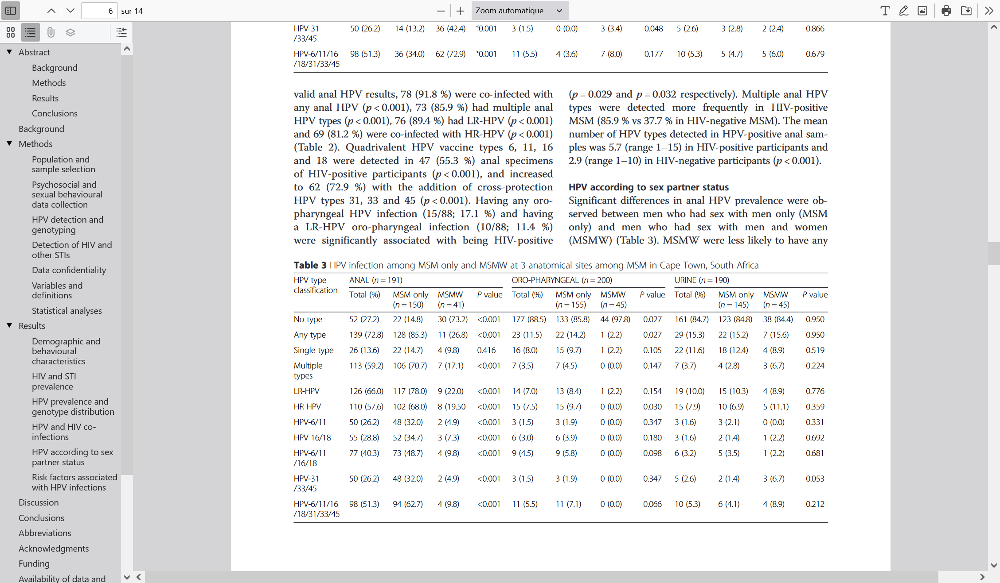 6 sur 14
Zoom automatique
Abstract
Background
Methods
Results
Conclusions
Background
Methods
Population and
sample selection
Psychosocial and
sexual behavioural
data collection
HPV detection and
genotyping
Detection of HIV and
other STIs
Data confidentiality
Variables and
definitions
Statistical analyses
Results
Demographic and
behavioural
characteristics
HIV and STI
prevalence
HPV prevalence and
genotype distribution
HPV and HIV co-
infections
HPV according to sex
partner status
Risk factors associated
with HPV infections
Discussion
Conclusions
Abbreviations
Acknowledgments
Funding
Availability of data and
HPV-31 50 (26.2) 14 (13.2) 36 (42.4) <0.001 3 (1.5) 0 (0.0) 3 (3.4) 0.048 5 (2.6) 3 (2.8) 2 (2.4) 0.866
/33/45
HPV-6/11/16 98 (51.3) 36 (34.0) 62 (72.9) <0.001 11 (5.5) 4 (3.6) 7 (8.0) 0.177 10 (5.3) 5 (4.7) 5 (6.0) 0.679
/18/31/33/45
valid anal HPV results, 78 (91.8 %) were co-infected with
any anal HPV (p < 0.001), 73 (85.9 %) had multiple anal
HPV types (p < 0.001), 76 (89.4 %) had LR-HPV (p < 0.001)
and 69 (81.2 %) were co-infected with HR-HPV (p < 0.001)
(Table 2). Quadrivalent HPV vaccine types 6, 11, 16
and 18 were detected in 47 (55.3 %) anal specimens
of HIV-positive participants (p < 0.001), and increased
to 62 (72.9 %) with the addition of cross-protection
HPV types 31, 33 and 45 (p < 0.001). Having any oro-
pharyngeal HPV infection (15/88; 17.1 %) and having
a LR-HPV oro-pharyngeal infection (10/88; 11.4 %)
were significantly associated with being HIV-positive
(p = 0.029 and p = 0.032 respectively). Multiple anal HPV
types were detected more frequently in HIV-positive
MSM (85.9 % vs 37.7 % in HIV-negative MSM). The mean
number of HPV types detected in HPV-positive anal sam-
ples was 5.7 (range 1–15) in HIV-positive participants and
2.9 (range 1–10) in HIV-negative participants (p < 0.001).
HPV according to sex partner status
Significant differences in anal HPV prevalence were ob-
served between men who had sex with men only (MSM
only) and men who had sex with men and women
(MSMW) (Table 3). MSMW were less likely to have any
Table 3 HPV infection among MSM only and MSMW at 3 anatomical sites among MSM in Cape Town, South Africa
HPV type ANAL (n = 191) ORO-PHARYNGEAL (n = 200) URINE (n = 190)
classification Total (%) MSM only MSMW P-value Total (%) MSM only MSMW P-value Total (%) MSM only MSMW P-value
(n = 150) (n = 41) (n = 155) (n = 45) (n = 145) (n = 45)
No type 52 (27.2) 22 (14.8) 30 (73.2) <0.001 177 (88.5) 133 (85.8) 44 (97.8) 0.027 161 (84.7) 123 (84.8) 38 (84.4) 0.950
Any type 139 (72.8) 128 (85.3) 11 (26.8) <0.001 23 (11.5) 22 (14.2) 1 (2.2) 0.027 29 (15.3) 22 (15.2) 7 (15.6) 0.950
Single type 26 (13.6) 22 (14.7) 4 (9.8) 0.416 16 (8.0) 15 (9.7) 1 (2.2) 0.105 22 (11.6) 18 (12.4) 4 (8.9) 0.519
Multiple 113 (59.2) 106 (70.7) 7 (17.1) <0.001 7 (3.5) 7 (4.5) 0 (0.0) 0.147 7 (3.7) 4 (2.8) 3 (6.7) 0.224
types
LR-HPV 126 (66.0) 117 (78.0) 9 (22.0) <0.001 14 (7.0) 13 (8.4) 1 (2.2) 0.154 19 (10.0) 15 (10.3) 4 (8.9) 0.776
HR-HPV 110 (57.6) 102 (68.0) 8 (19.50 <0.001 15 (7.5) 15 (9.7) 0 (0.0) 0.030 15 (7.9) 10 (6.9) 5 (11.1) 0.359
HPV-6/11 50 (26.2) 48 (32.0) 2 (4.9) <0.001 3 (1.5) 3 (1.9) 0 (0.0) 0.347 3 (1.6) 3 (2.1) 0 (0.0) 0.331
HPV-16/18 55 (28.8) 52 (34.7) 3 (7.3) <0.001 6 (3.0) 6 (3.9) 0 (0.0) 0.180 3 (1.6) 2 (1.4) 1 (2.2) 0.692
HPV-6/11 77 (40.3) 73 (48.7) 4 (9.8) <0.001 9 (4.5) 9 (5.8) 0 (0.0) 0.098 6 (3.2) 5 (3.5) 1 (2.2) 0.681
/16/18
HPV-31 50 (26.2) 48 (32.0) 2 (4.9) <0.001 3 (1.5) 3 (1.9) 0 (0.0) 0.347 5 (2.6) 2 (1.4) 3 (6.7) 0.053
/33/45
HPV-6/11/16 98 (51.3) 94 (62.7) 4 (9.8) <0.001 11 (5.5) 11 (7.1) 0 (0.0) 0.066 10 (5.3) 6 (4.1) 4 (8.9) 0.212
/18/31/33/45